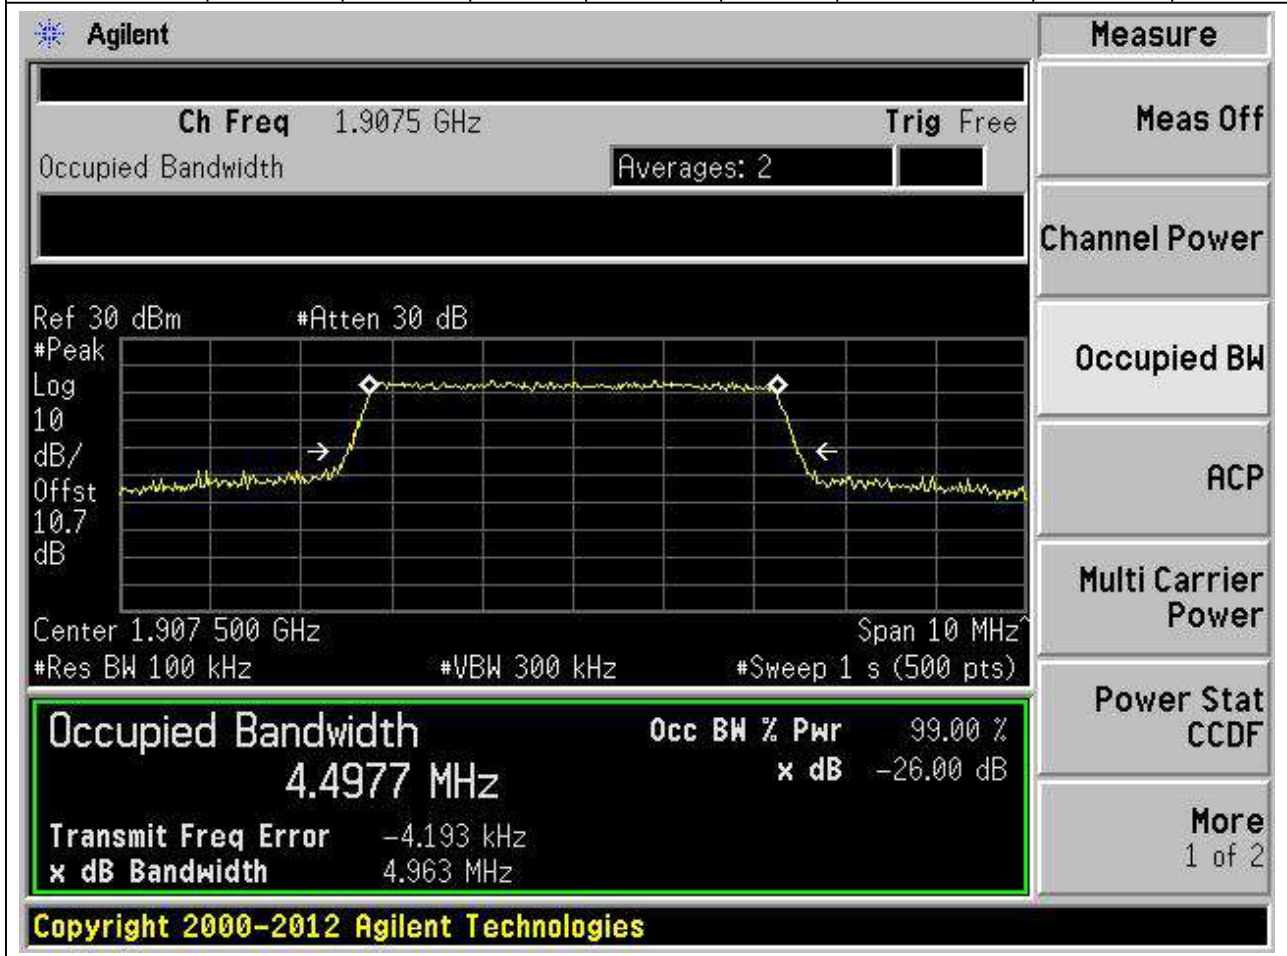 Agilent
Measure
Ch Freq 1.9075 GHz Trig Free
Meas Off
Occupied Bandwidth Averages: 2
Channel Power
Ref 30 dBm #Atten 30 dB
#Peak
Log
10
dB/
Offst
10.7
dB
Occupied BW
ACP
Multi Carrier
Power
Center 1.907 500 GHz Span 10 MHz^
#Res BW 100 kHz #VBW 300 kHz #Sweep 1 s (500 pts)
Power Stat
CCDF
Occupied Bandwidth Occ BW % Pwr 99.00 %
4.4977 MHz x dB -26.00 dB
Transmit Freq Error -4.193 kHz
x dB Bandwidth 4.963 MHz
More
1 of 2
Copyright 2000-2012 Agilent Technologies